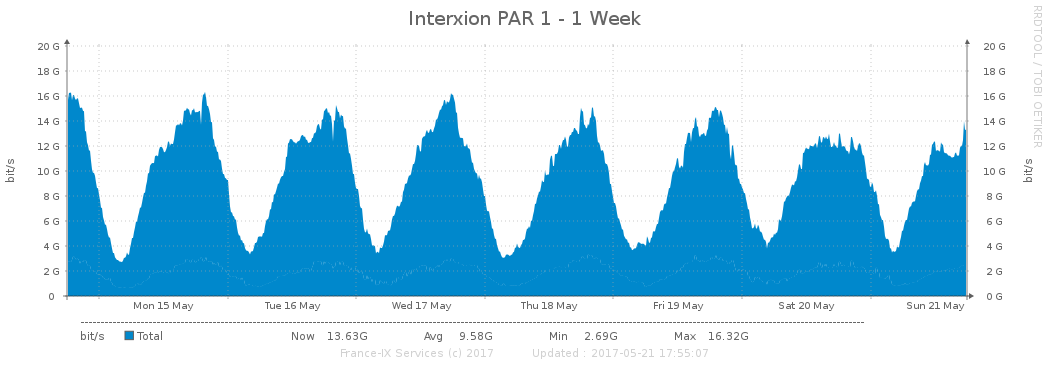 Interxion PAR 1 - 1 Week
RRDTOOL / TOBI OETIKER
bit/s
20 G 20 G
18 G 18 G
16 G 16 G
14 G 14 G
12 G 12 G
10 G 10 G
8 G 8 G
6 G 6 G
4 G 4 G
2 G 2 G
0 0 G
bit/s
Mon 15 May Tue 16 May Wed 17 May Thu 18 May Fri 19 May Sat 20 May Sun 21 May
bit/s Total Now 13.63G Avg 9.58G Min 2.69G Max 16.32G
France-IX Services (c) 2017 Updated : 2017-05-21 17:55:07